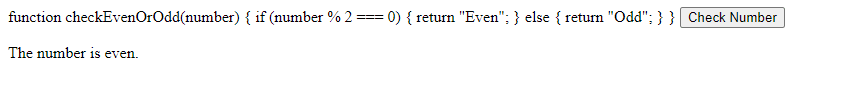 function checkEvenOrOdd(number) { if (number % 2 === 0) { return "Even"; } else { return "Odd"; } } Check Number
The number is even.